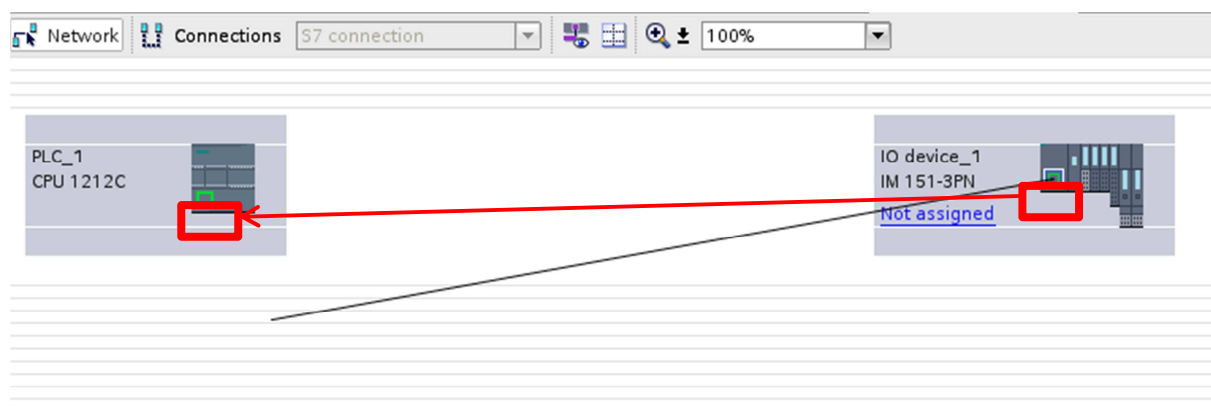 Network Connections S7 connection 100%
PLC_1
CPU 1212C
IO device_1
IM 151-3PN
Not assigned